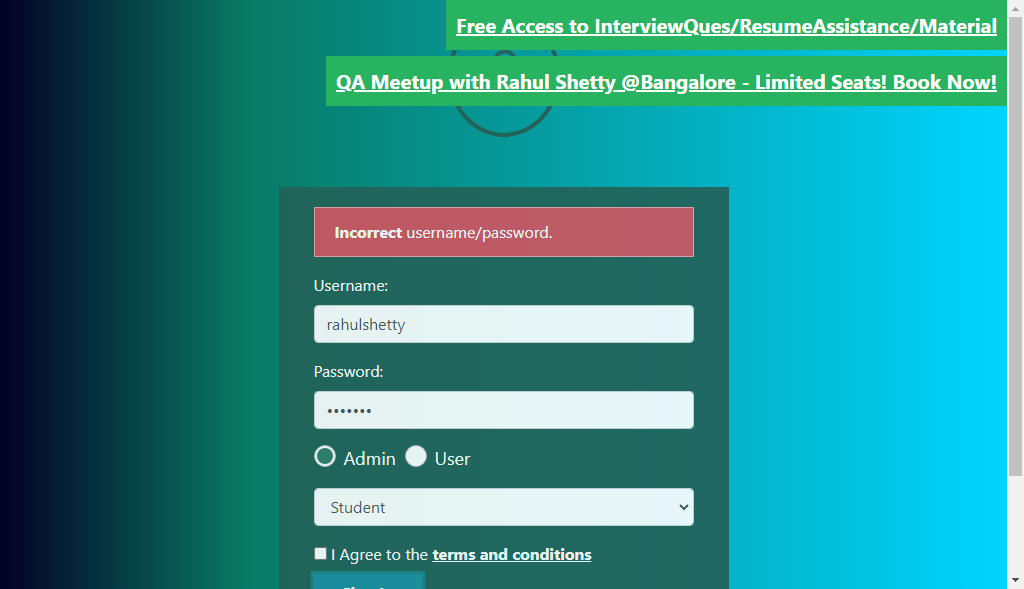 Free Access to InterviewQues/ResumeAssistance/Material
QA Meetup with Rahul Shetty @Bangalore - Limited Seats! Book Now!
Incorrect username/password.
Username:
rahulshetty
Password:
•••••••
Admin User
Student
I Agree to the terms and conditions